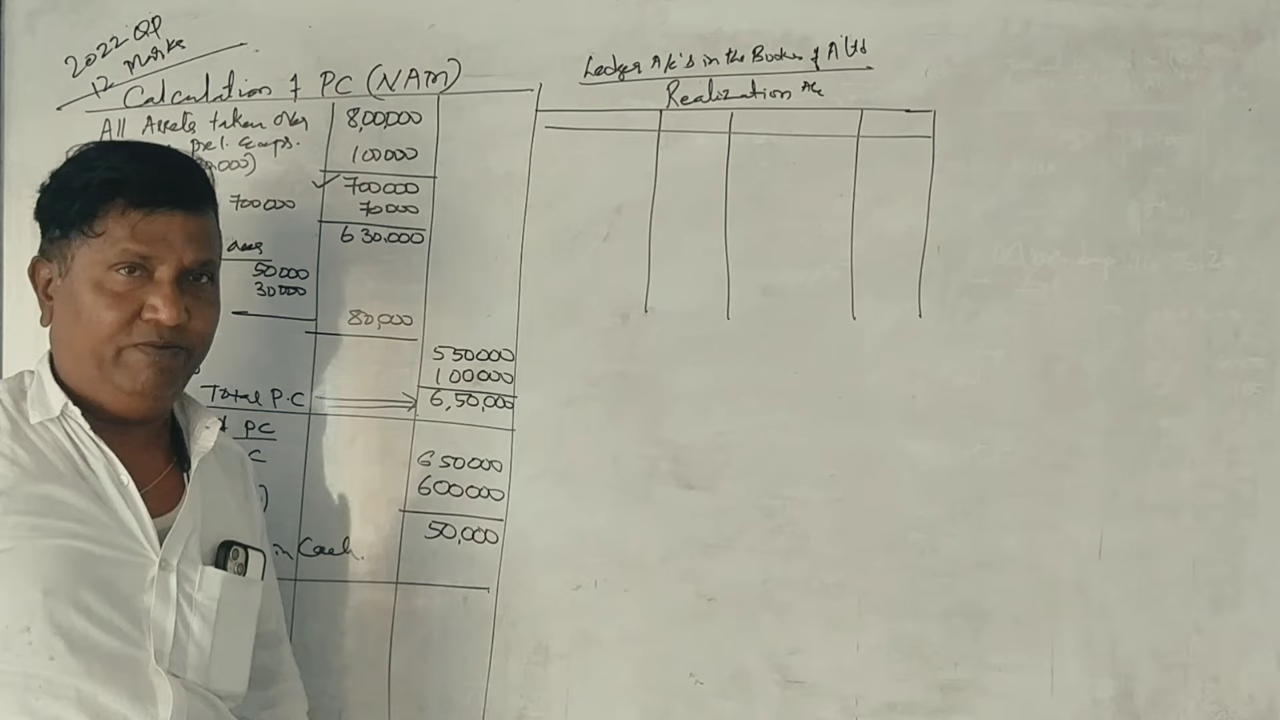 2022 QP
12 Marks
Calculation of PC (NAM)
All Assets taken over 8,00,000
prel. Exps. 100000
700000
700000 70000
630,000
50000
30000
80,000
550000
100000
Total P.C 6,50,000
PC
C 650000
600000
50,000
in Cash.
Ledger A/c's in the Books of A Ltd
Realization A/c